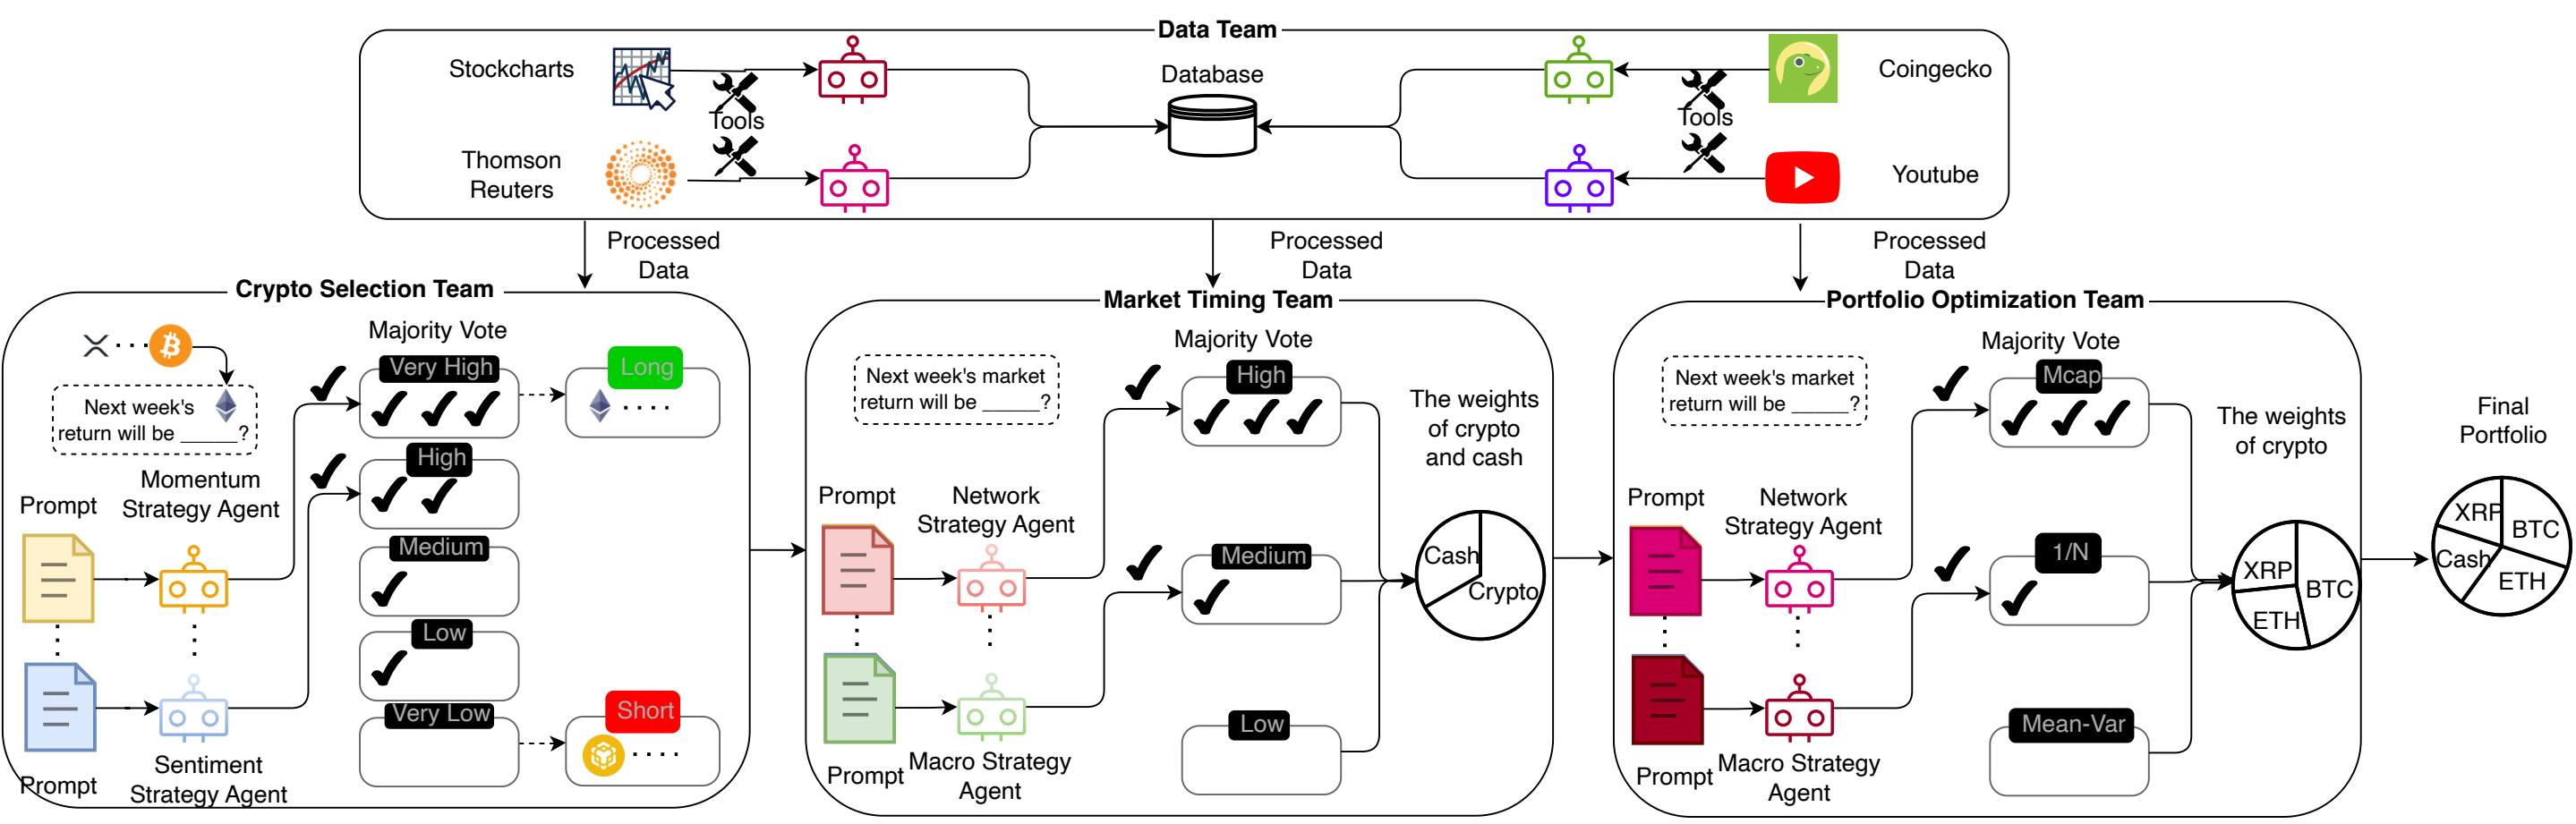 Data Team
Stockcharts
Tools
Thomson
Reuters
Database
Coingecko
Tools
Youtube
Processed
Data
Processed
Data
Processed
Data
Crypto Selection Team
Majority Vote
Next week's
return will be _____?
Very High
Long
High
Medium
Low
Very Low
Short
Momentum
Strategy Agent
Prompt
Sentiment
Strategy Agent
Prompt
Market Timing Team
Majority Vote
Next week's market
return will be _____?
High
Medium
Low
The weights
of crypto
and cash
Prompt
Network
Strategy Agent
Cash
Crypto
Prompt
Macro Strategy
Agent
Portfolio Optimization Team
Majority Vote
Next week's market
return will be _____?
Mcap
1/N
Mean-Var
The weights
of crypto
Prompt
Network
Strategy Agent
XRP
BTC
ETH
Prompt
Macro Strategy
Agent
Final
Portfolio
XRP
BTC
Cash
ETH